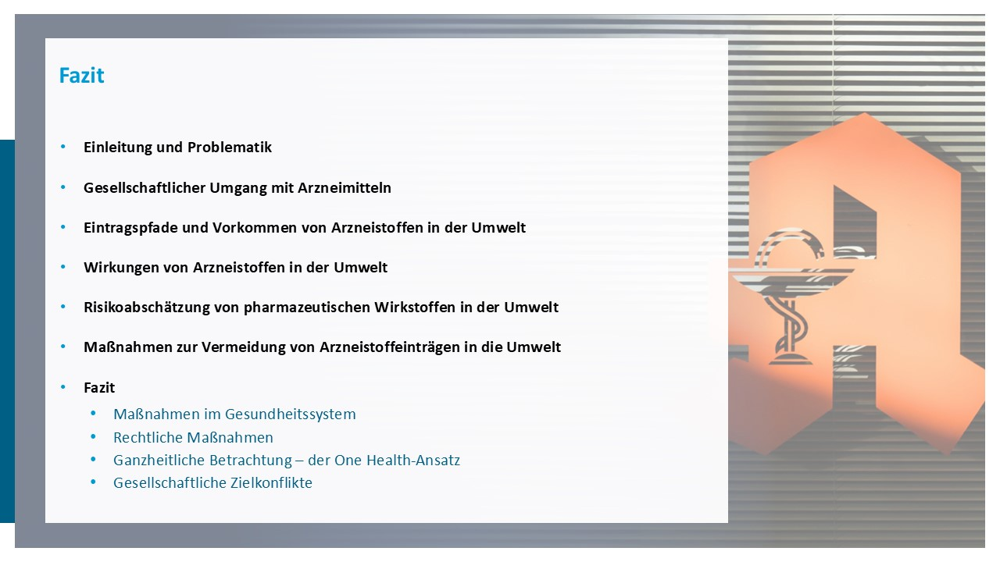 Fazit
• Einleitung und Problematik
• Gesellschaftlicher Umgang mit Arzneimitteln
• Eintragspfade und Vorkommen von Arzneistoffen in der Umwelt
• Wirkungen von Arzneistoffen in der Umwelt
• Risikoabschätzung von pharmazeutischen Wirkstoffen in der Umwelt
• Maßnahmen zur Vermeidung von Arzneistoffeinträgen in die Umwelt
• Fazit
• Maßnahmen im Gesundheitssystem
• Rechtliche Maßnahmen
• Ganzheitliche Betrachtung – der One Health-Ansatz
• Gesellschaftliche Zielkonflikte